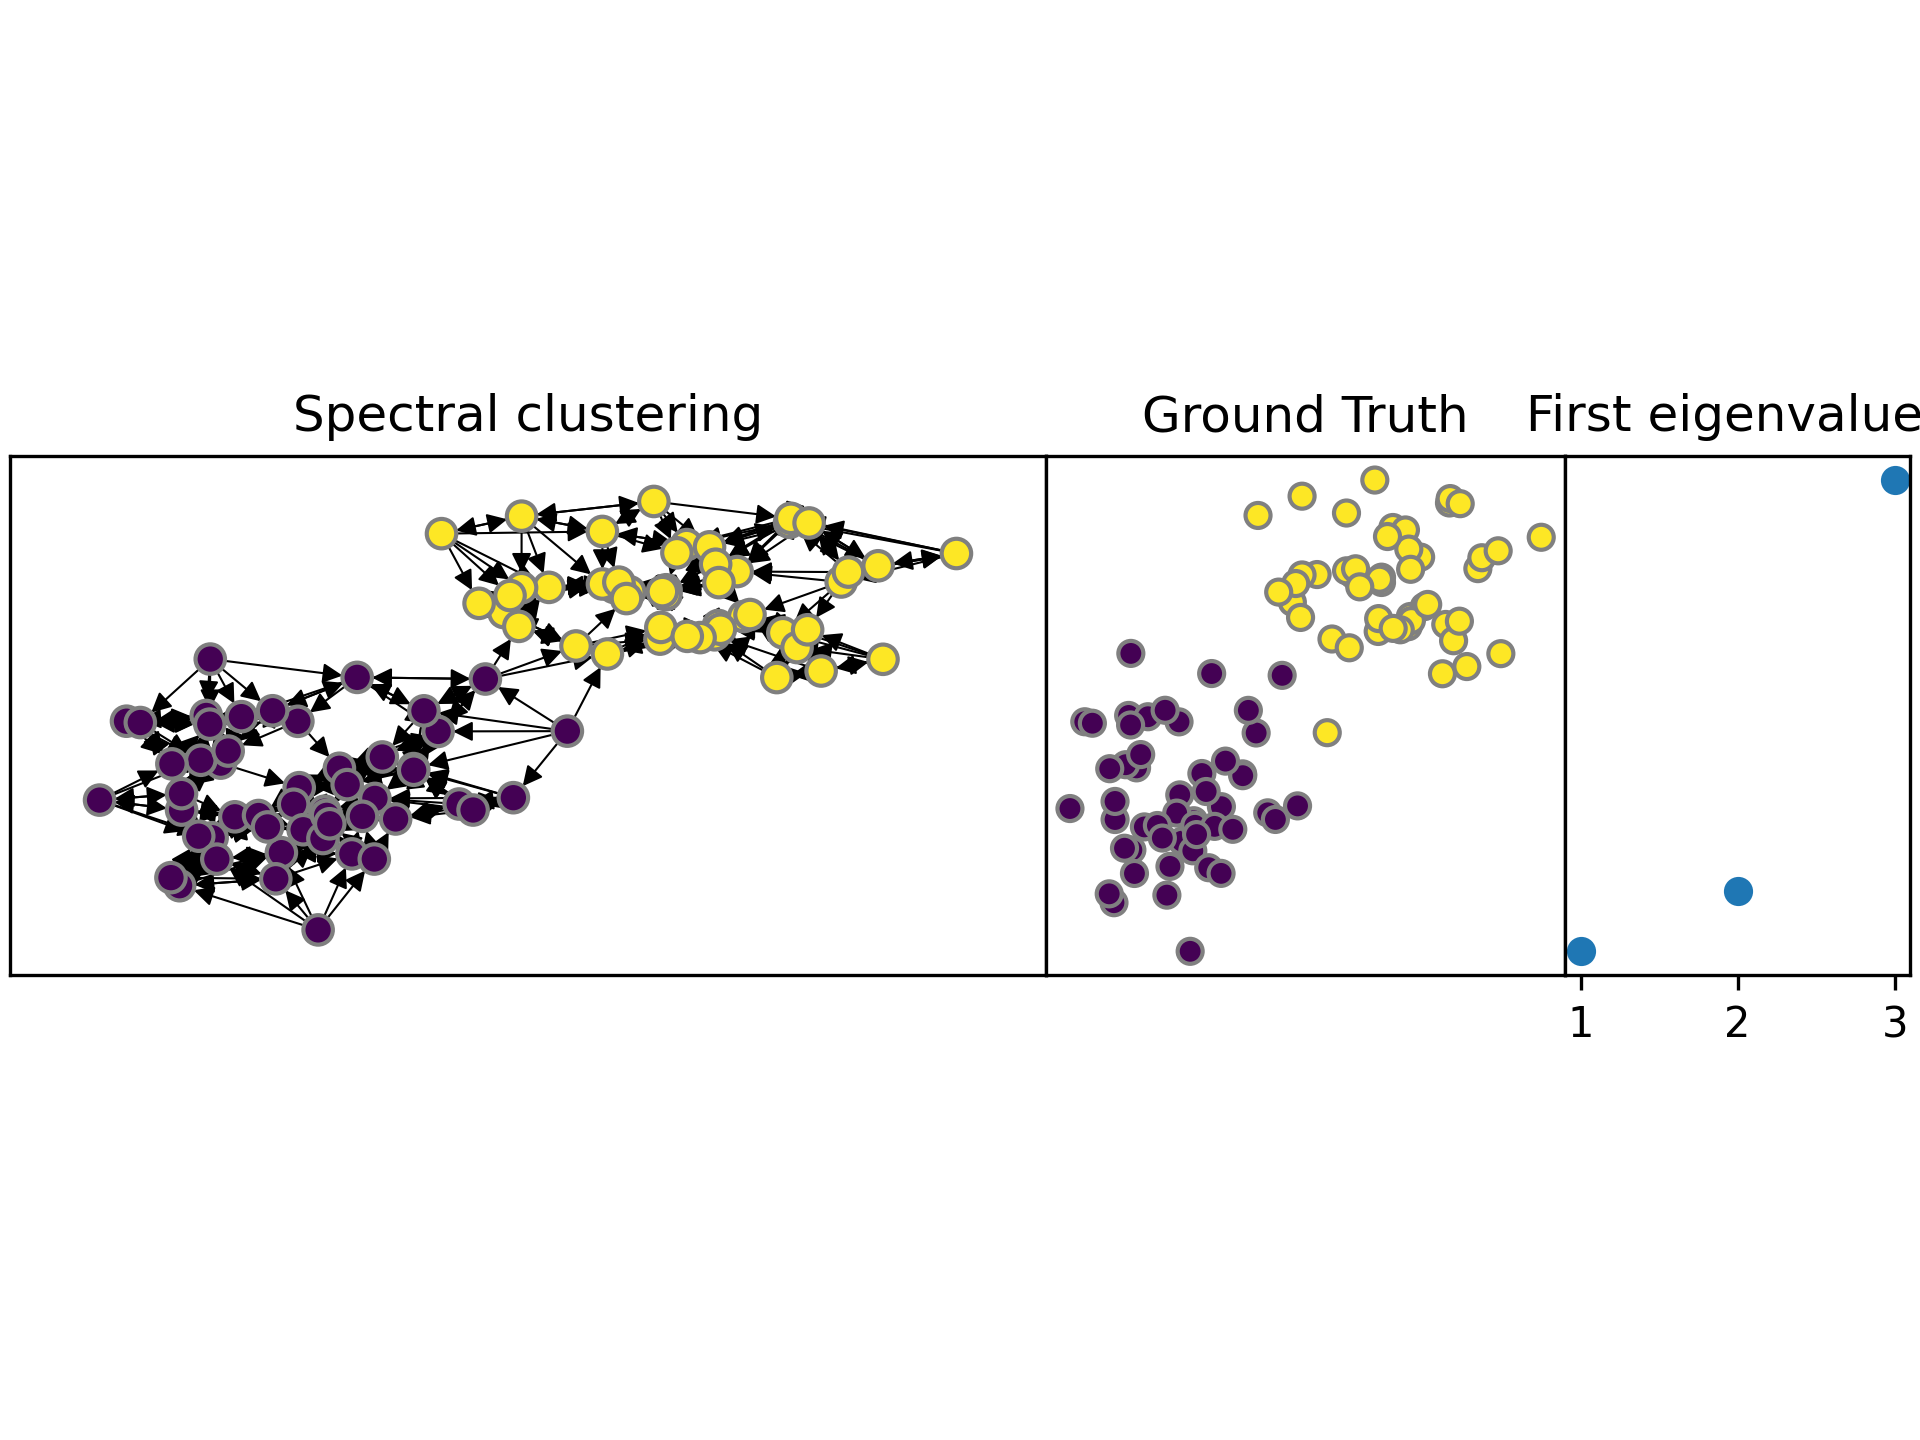 Spectral clustering
Ground Truth
First eigenvalue
1
2
3